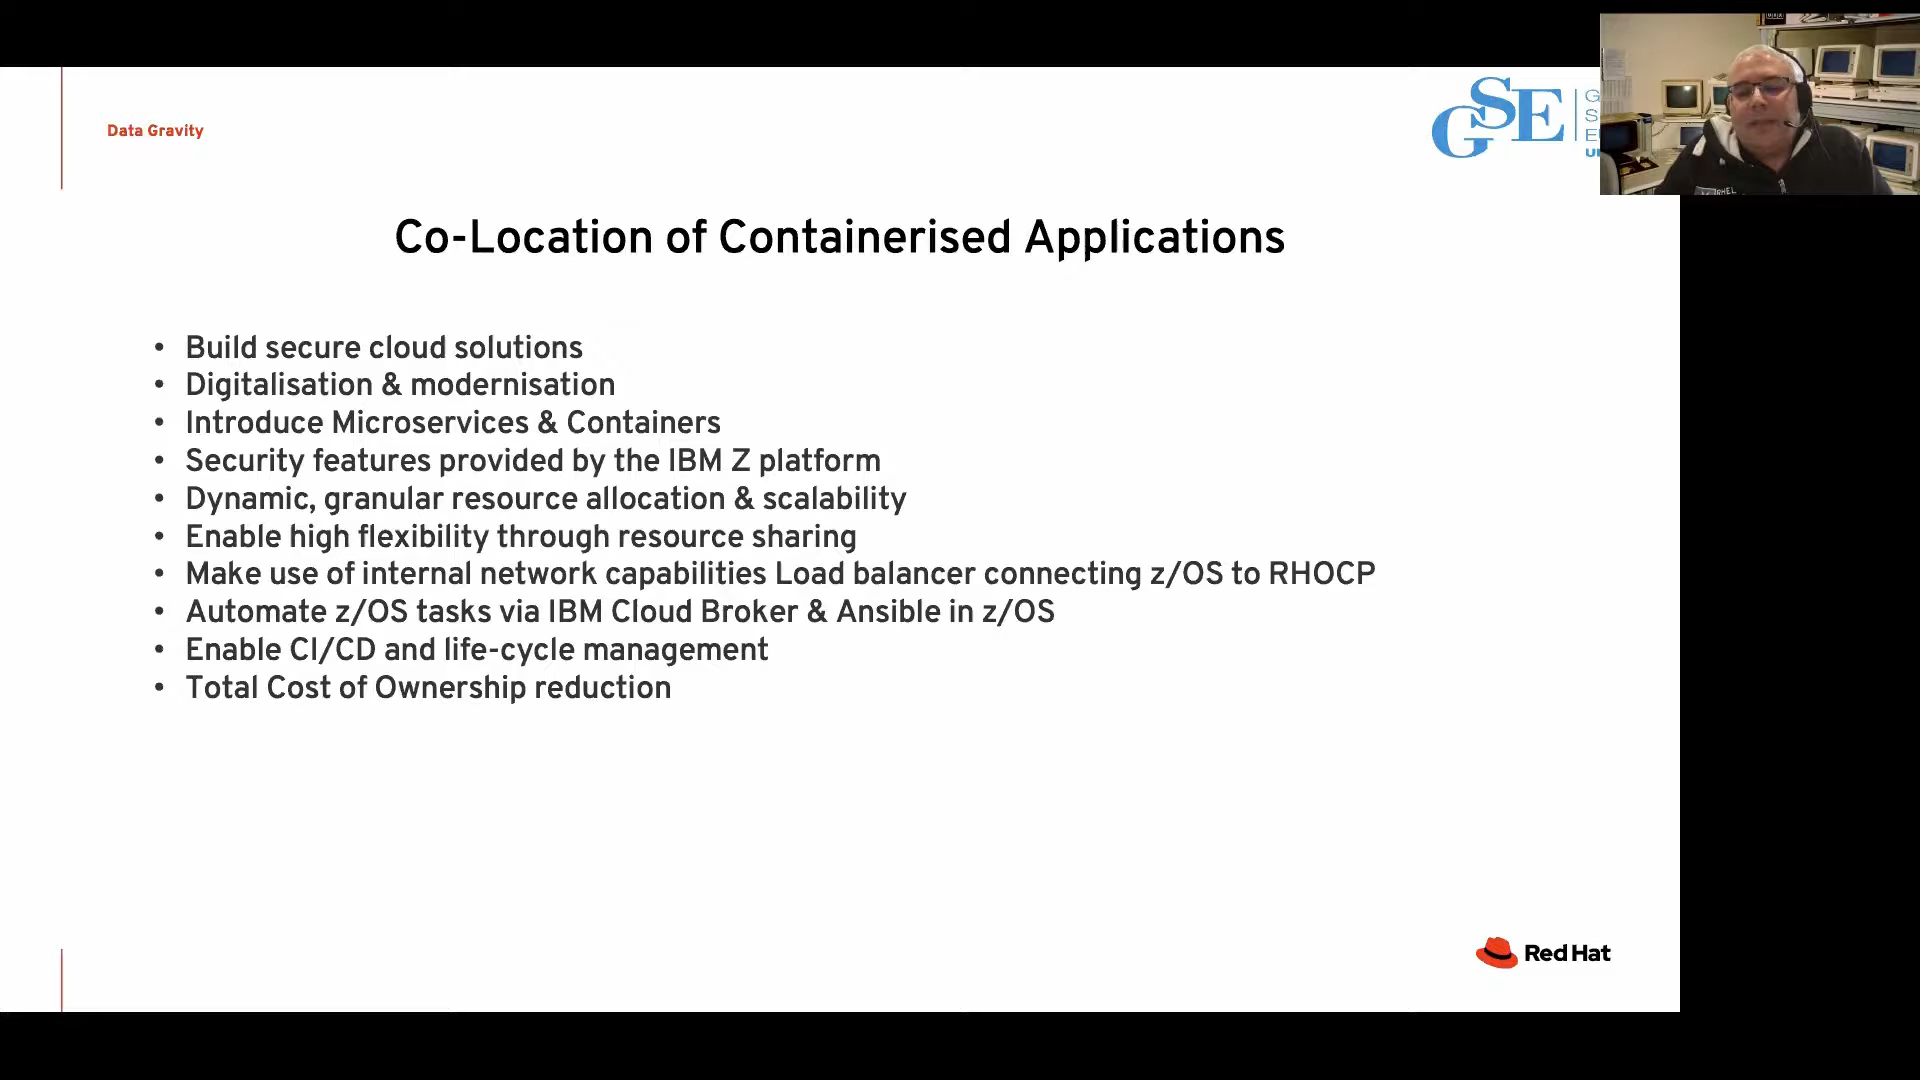 Data Gravity
GSE
G
S
E
Co-Location of Containerised Applications
• Build secure cloud solutions
• Digitalisation & modernisation
• Introduce Microservices & Containers
• Security features provided by the IBM Z platform
• Dynamic, granular resource allocation & scalability
• Enable high flexibility through resource sharing
• Make use of internal network capabilities Load balancer connecting z/OS to RHOCP
• Automate z/OS tasks via IBM Cloud Broker & Ansible in z/OS
• Enable CI/CD and life-cycle management
• Total Cost of Ownership reduction
RHEL
Red Hat